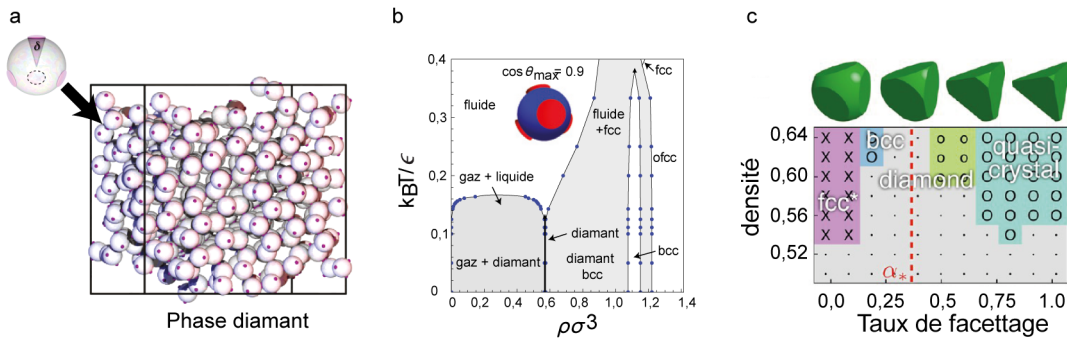 a
δ
Phase diamant
b
cos θmax= 0.9
fcc
fluide
fluide
+fcc
ofcc
gaz + liquide
diamant
gaz + diamant
diamant
bcc
bcc
kBT/ϵ
0,4
0,3
0,2
0,1
0
0 0,2 0,4 0,6 0,8 1,0 1,2 1,4
ρσ³
c
densité
0,64
0,60
0,56
0,52
bcc
quasi-
crystal
diamond
fcc*
α*
0,0 0,25 0,5 0,75 1.0
Taux de facettage